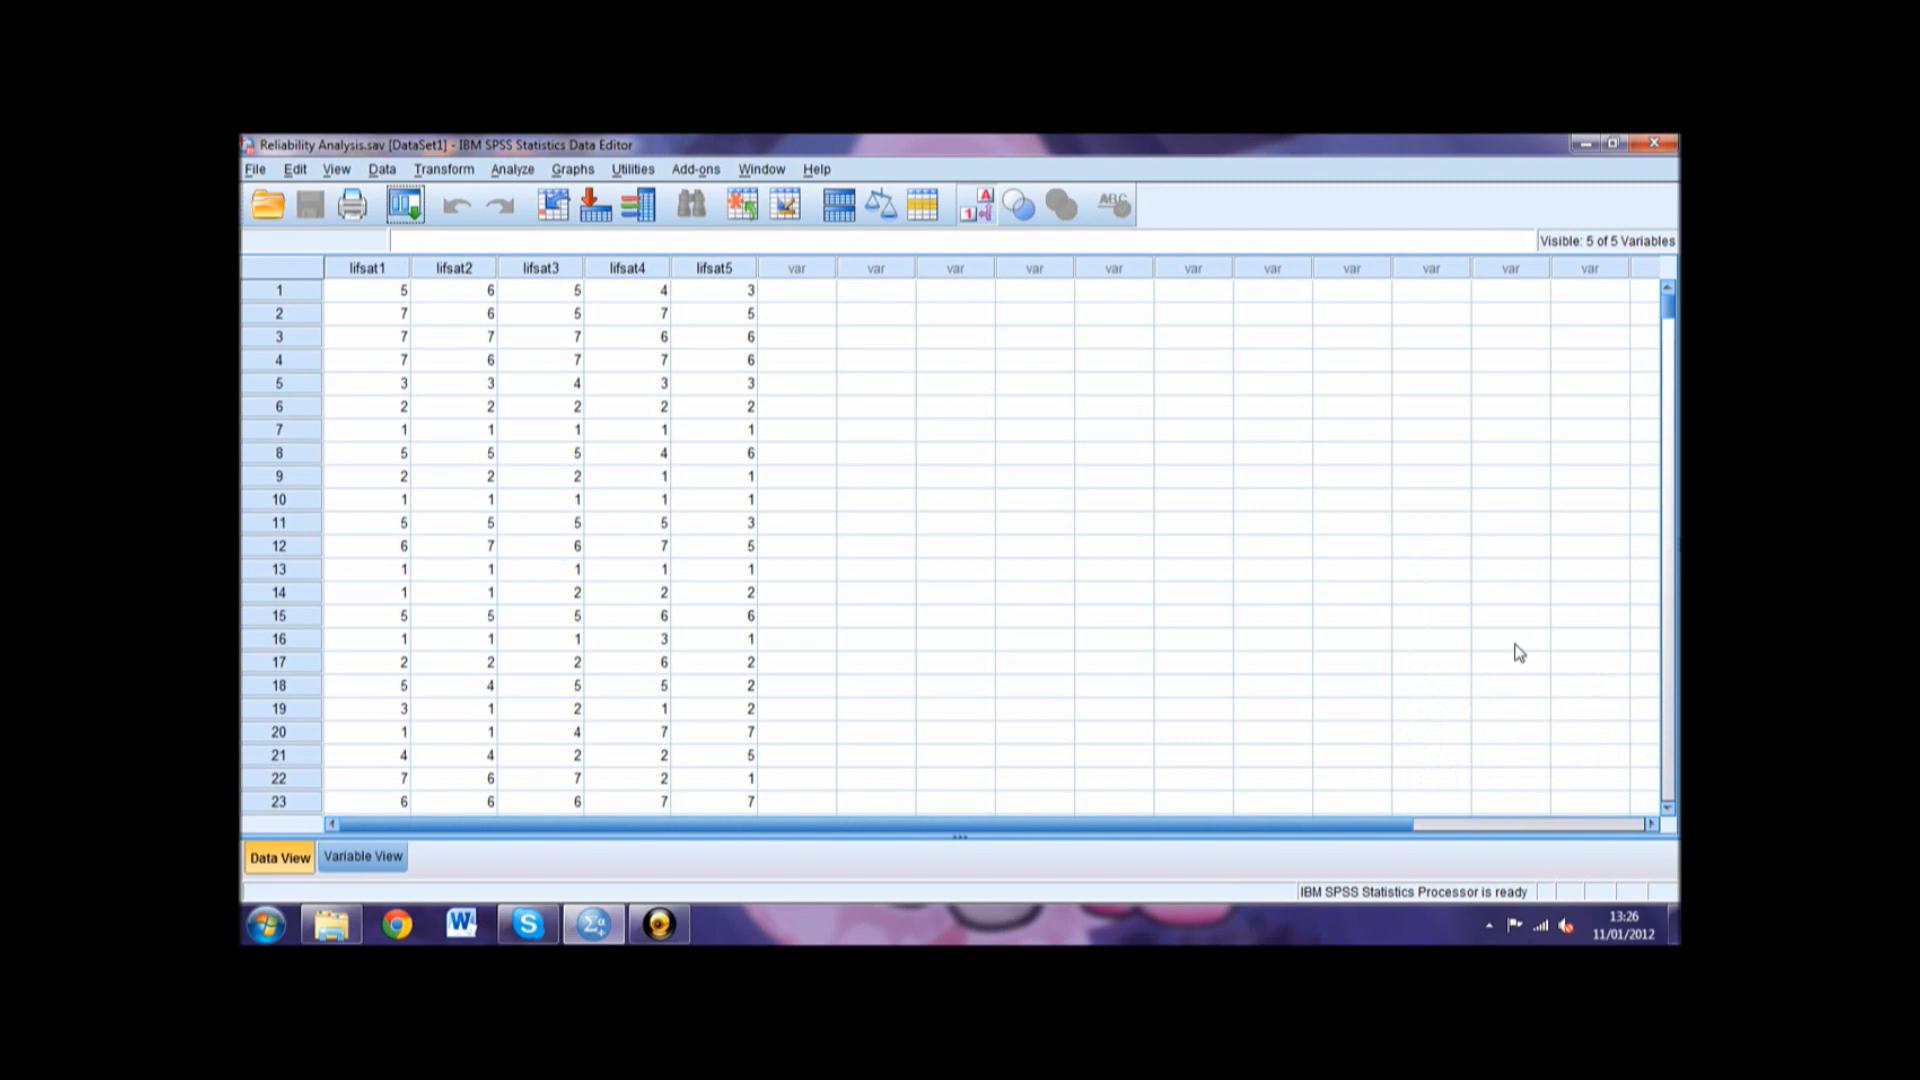 Reliability Analysis.sav [DataSet1] - IBM SPSS Statistics Data Editor
File Edit View Data Transform Analyze Graphs Utilities Add-ons Window Help
A
1
ABC
Visible: 5 of 5 Variables
lifsat1 lifsat2 lifsat3 lifsat4 lifsat5 var var var var var var var var var var var
1 5 6 5 4 3
2 7 6 5 7 5
3 7 7 7 6 6
4 7 6 7 7 6
5 3 3 4 3 3
6 2 2 2 2 2
7 1 1 1 1 1
8 5 5 5 4 6
9 2 2 2 1 1
10 1 1 1 1 1
11 5 5 5 5 3
12 6 7 6 7 5
13 1 1 1 1 1
14 1 1 2 2 2
15 5 5 5 6 6
16 1 1 1 3 1
17 2 2 2 6 2
18 5 4 5 5 2
19 3 1 2 1 2
20 1 1 4 7 7
21 4 4 2 2 5
22 7 6 7 2 1
23 6 6 6 7 7
Data View Variable View
IBM SPSS Statistics Processor is ready
W S Σα
13:26
11/01/2012